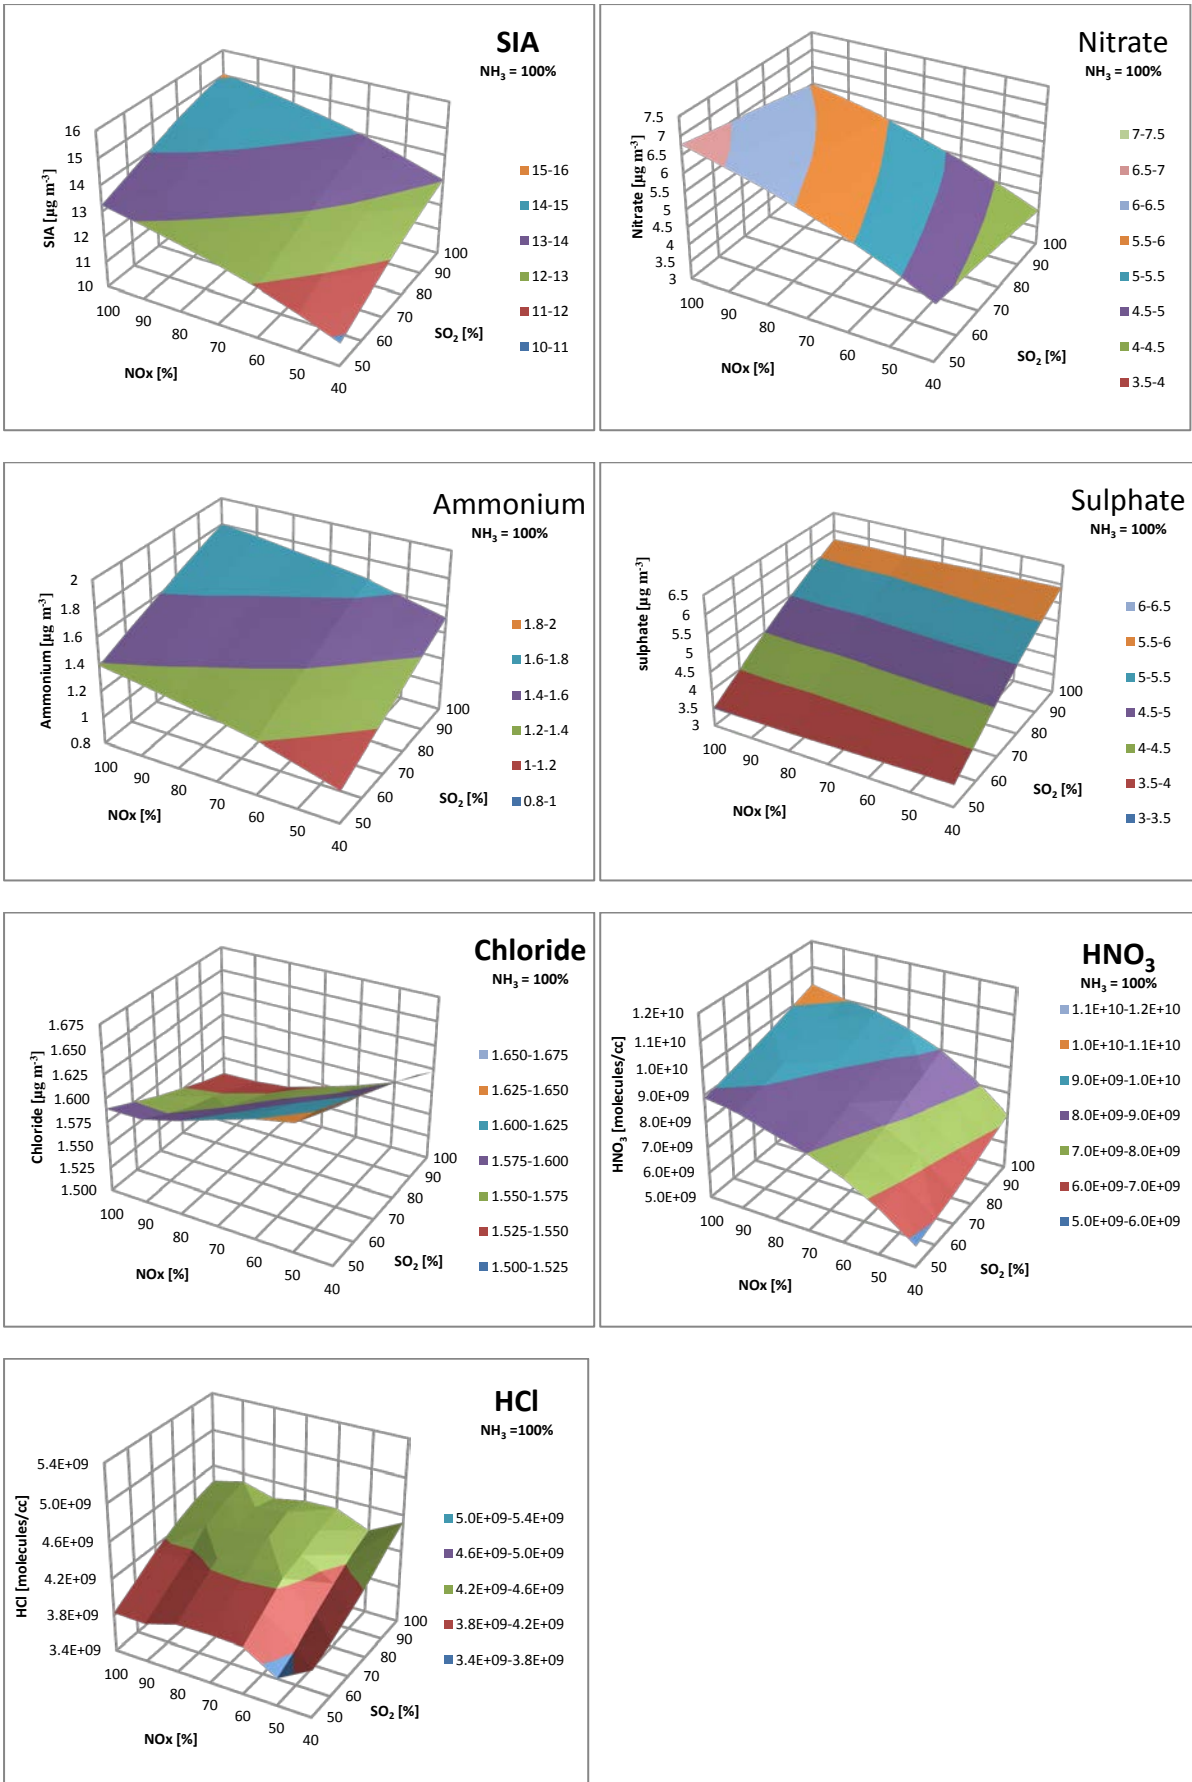 SIA
NH₃ = 100%
SIA [µg m⁻³]
16
15
14
13
12
11
10
100
90
80
70
60
50
40
NOx [%]
50
60
70
80
90
100
SO₂ [%]
15-16
14-15
13-14
12-13
11-12
10-11
Nitrate
NH₃ = 100%
Nitrate [µg m⁻³]
7.5
7
6.5
6
5.5
5
4.5
4
3.5
3
100
90
80
70
60
50
40
NOx [%]
50
60
70
80
90
100
SO₂ [%]
7-7.5
6.5-7
6-6.5
5.5-6
5-5.5
4.5-5
4-4.5
3.5-4
Ammonium
NH₃ = 100%
Ammonium [µg m⁻³]
2
1.8
1.6
1.4
1.2
1
0.8
100
90
80
70
60
50
40
NOx [%]
50
60
70
80
90
100
SO₂ [%]
1.8-2
1.6-1.8
1.4-1.6
1.2-1.4
1-1.2
0.8-1
Sulphate
NH₃ = 100%
sulphate [µg m⁻³]
6.5
6
5.5
5
4.5
4
3.5
3
100
90
80
70
60
50
40
NOx [%]
50
60
70
80
90
100
SO₂ [%]
6-6.5
5.5-6
5-5.5
4.5-5
4-4.5
3.5-4
3-3.5
Chloride
NH₃ = 100%
Chloride [µg m⁻³]
1.675
1.650
1.625
1.600
1.575
1.550
1.525
1.500
100
90
80
70
60
50
40
NOx [%]
50
60
70
80
90
100
SO₂ [%]
1.650-1.675
1.625-1.650
1.600-1.625
1.575-1.600
1.550-1.575
1.525-1.550
1.500-1.525
HNO₃
NH₃ = 100%
HNO₃ [molecules/cc]
1.2E+10
1.1E+10
1.0E+10
9.0E+09
8.0E+09
7.0E+09
6.0E+09
5.0E+09
100
90
80
70
60
50
40
NOx [%]
50
60
70
80
90
100
SO₂ [%]
1.1E+10-1.2E+10
1.0E+10-1.1E+10
9.0E+09-1.0E+10
8.0E+09-9.0E+09
7.0E+09-8.0E+09
6.0E+09-7.0E+09
5.0E+09-6.0E+09
HCl
NH₃ =100%
HCl [molecules/cc]
5.4E+09
5.0E+09
4.6E+09
4.2E+09
3.8E+09
3.4E+09
100
90
80
70
60
50
40
NOx [%]
50
60
70
80
90
100
SO₂ [%]
5.0E+09-5.4E+09
4.6E+09-5.0E+09
4.2E+09-4.6E+09
3.8E+09-4.2E+09
3.4E+09-3.8E+09